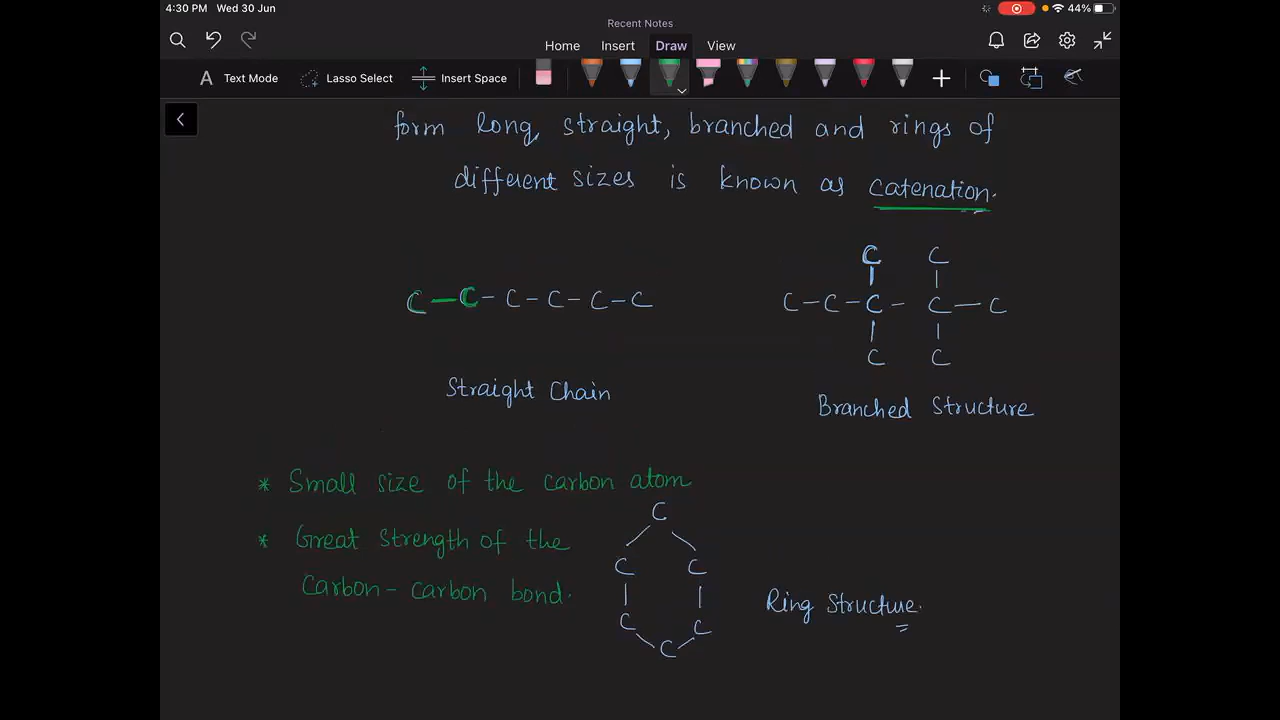 4:30 PM Wed 30 Jun
44%
Recent Notes
Home Insert Draw View
Text Mode Lasso Select Insert Space
form long, straight, branched and rings of
different sizes is known as catenation.
C C
C - C - C - C - C - C
C - C - C - C - C
C C
Straight Chain
Branched Structure
* Small size of the carbon atom
C
* Great Strength of the
C C
Carbon - carbon bond.
Ring Structure.
C C
C